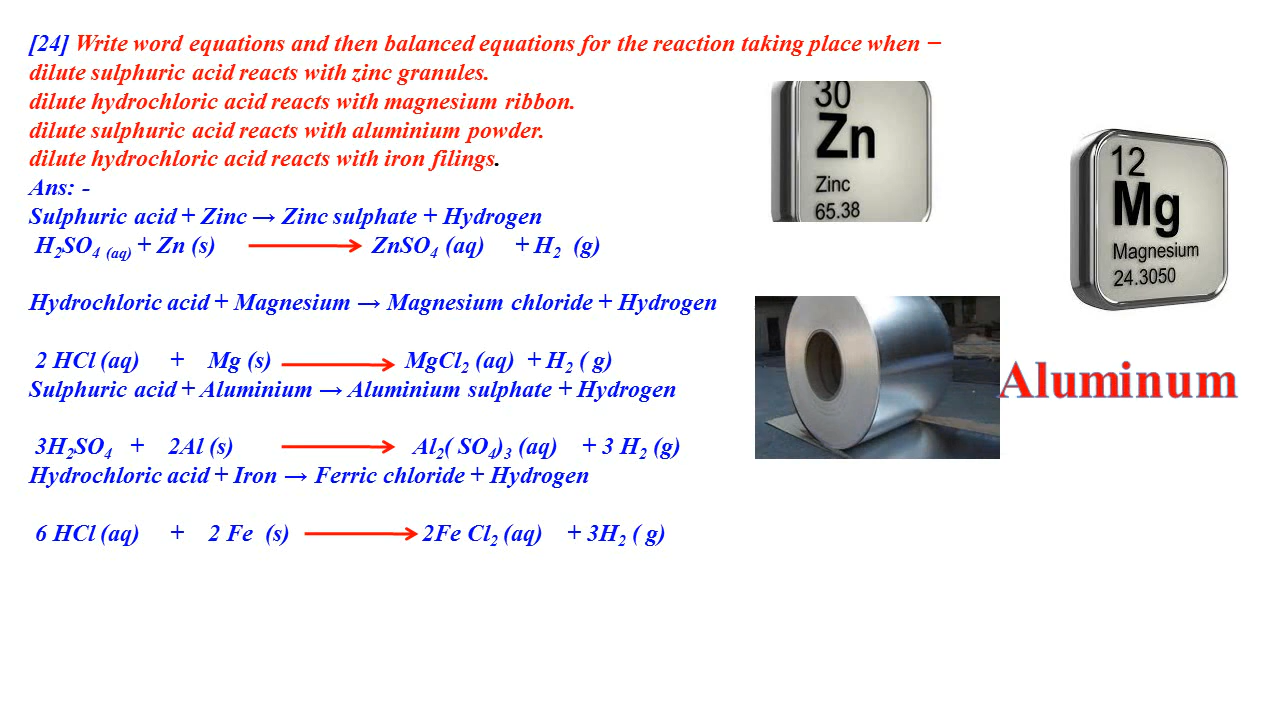 [24] Write word equations and then balanced equations for the reaction taking place when −
dilute sulphuric acid reacts with zinc granules.
dilute hydrochloric acid reacts with magnesium ribbon.
dilute sulphuric acid reacts with aluminium powder.
dilute hydrochloric acid reacts with iron filings.
Ans: -
Sulphuric acid + Zinc → Zinc sulphate + Hydrogen
H₂SO₄ (aq) + Zn (s) → ZnSO₄ (aq) + H₂ (g)
Hydrochloric acid + Magnesium → Magnesium chloride + Hydrogen
2 HCl (aq) + Mg (s) → MgCl₂ (aq) + H₂ ( g)
Sulphuric acid + Aluminium → Aluminium sulphate + Hydrogen
3H₂SO₄ + 2Al (s) → Al₂( SO₄)₃ (aq) + 3 H₂ (g)
Hydrochloric acid + Iron → Ferric chloride + Hydrogen
6 HCl (aq) + 2 Fe (s) → 2Fe Cl₂ (aq) + 3H₂ ( g)
30
Zn
Zinc
65.38
12
Mg
Magnesium
24.3050
Aluminum